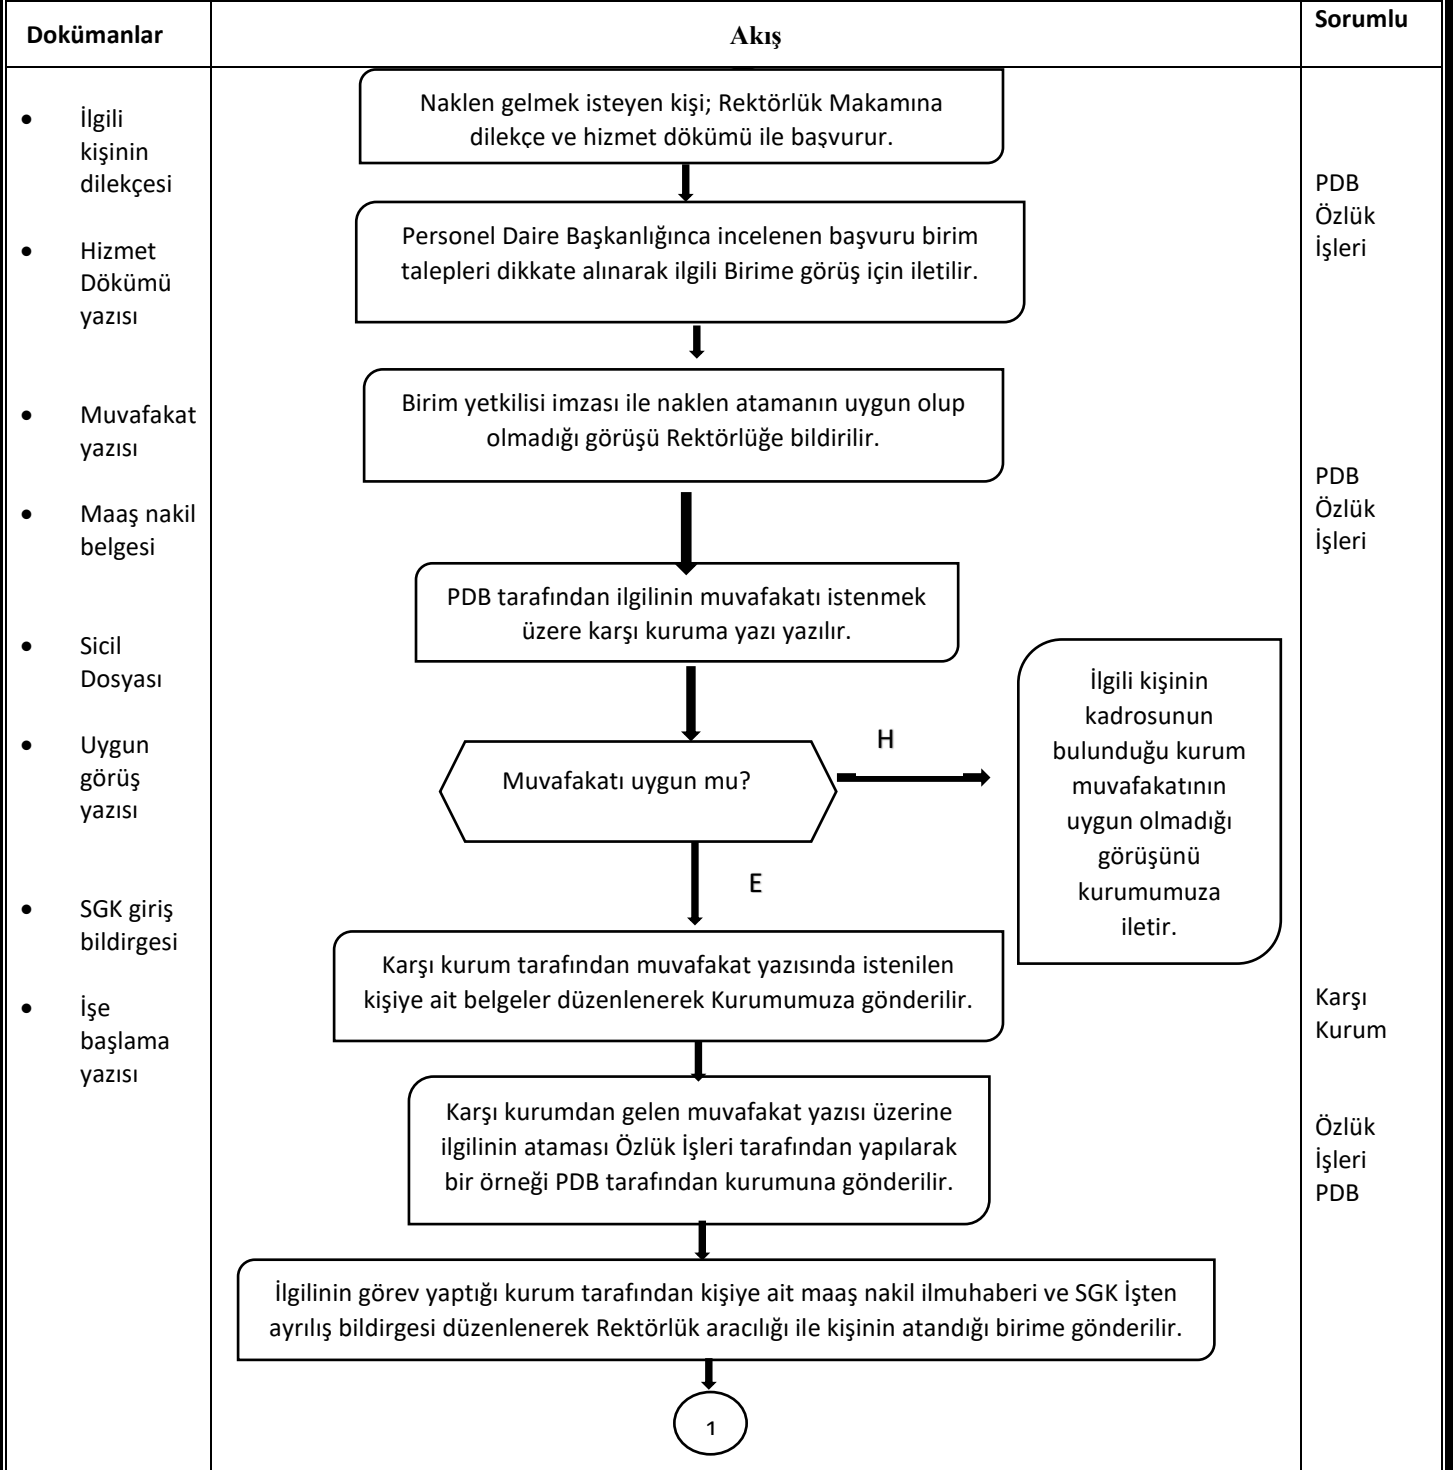 Dokümanlar
Akış
Sorumlu
• İlgili
kişinin
dilekçesi
• Hizmet
Dökümü
yazısı
• Muvafakat
yazısı
• Maaş nakil
belgesi
• Sicil
Dosyası
• Uygun
görüş
yazısı
• SGK giriş
bildirgesi
• İşe
başlama
yazısı
Naklen gelmek isteyen kişi; Rektörlük Makamına
dilekçe ve hizmet dökümü ile başvurur.
Personel Daire Başkanlığınca incelenen başvuru birim
talepleri dikkate alınarak ilgili Birime görüş için iletilir.
Birim yetkilisi imzası ile naklen atamanın uygun olup
olmadığı görüşü Rektörlüğe bildirilir.
PDB tarafından ilgilinin muvafakatı istenmek
üzere karşı kuruma yazı yazılır.
Muvafakatı uygun mu?
H
İlgili kişinin
kadrosunun
bulunduğu kurum
muvafakatının
uygun olmadığı
görüşünü
kurumumuza
iletir.
E
Karşı kurum tarafından muvafakat yazısında istenilen
kişiye ait belgeler düzenlenerek Kurumumuza gönderilir.
Karşı kurumdan gelen muvafakat yazısı üzerine
ilgilinin ataması Özlük İşleri tarafından yapılarak
bir örneği PDB tarafından kurumuna gönderilir.
İlgilinin görev yaptığı kurum tarafından kişiye ait maaş nakil ilmuhaberi ve SGK İşten
ayrılış bildirgesi düzenlenerek Rektörlük aracılığı ile kişinin atandığı birime gönderilir.
1
PDB
Özlük
İşleri
PDB
Özlük
İşleri
Karşı
Kurum
Özlük
İşleri
PDB